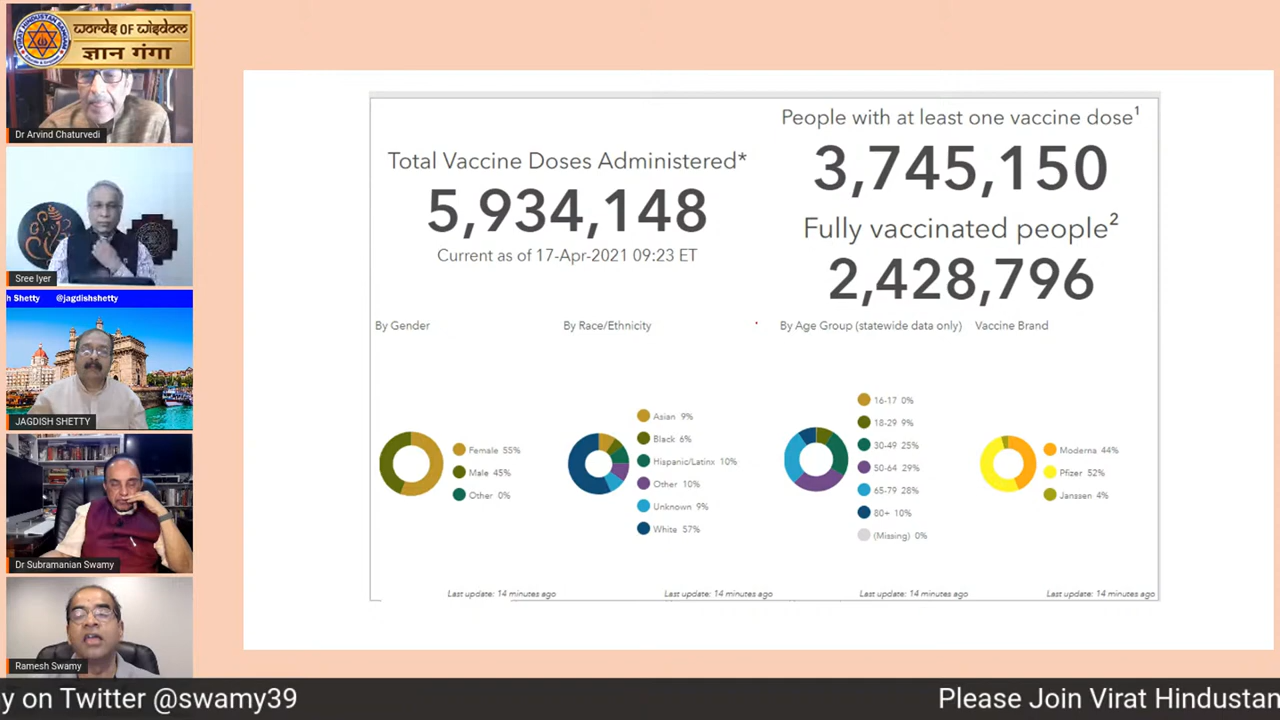 WORDS OF WISDOM
ज्ञान गंगा
VIRAT HINDUSTAN SANGAM
Dr Arvind Chaturvedi
Sree Iyer
h Shetty @jagdishshetty
JAGDISH SHETTY
Dr Subramanian Swamy
Ramesh Swamy
Total Vaccine Doses Administered*
5,934,148
Current as of 17-Apr-2021 09:23 ET
People with at least one vaccine dose¹
3,745,150
Fully vaccinated people²
2,428,796
By Gender
Female 55%
Male 45%
Other 0%
Last update: 14 minutes ago
By Race/Ethnicity
Asian 9%
Black 6%
Hispanic/Latinx 10%
Other 10%
Unknown 9%
White 57%
Last update: 14 minutes ago
By Age Group (statewide data only)
16-17 0%
18-29 9%
30-49 25%
50-64 29%
65-79 28%
80+ 10%
(Missing) 0%
Last update: 14 minutes ago
Vaccine Brand
Moderna 44%
Pfizer 52%
Janssen 4%
Last update: 14 minutes ago
y on Twitter @swamy39
Please Join Virat Hindustan